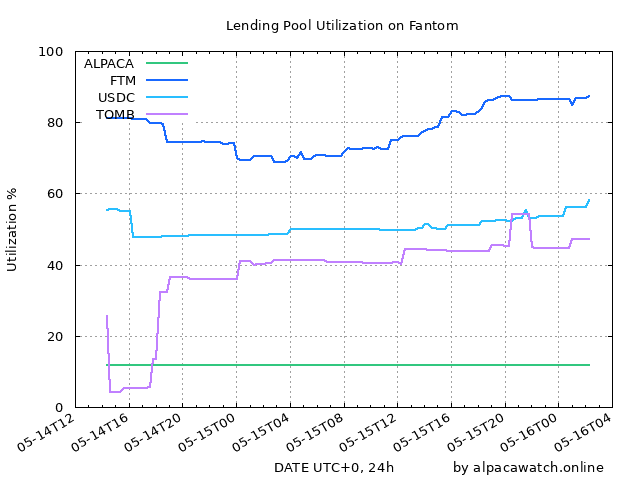 Lending Pool Utilization on Fantom
Utilization %
100
80
60
40
20
0
ALPACA
FTM
USDC
TOMB
05-14T12
05-14T16
05-14T20
05-15T00
05-15T04
05-15T08
05-15T12
05-15T16
05-15T20
05-16T00
05-16T04
DATE UTC+0, 24h
by alpacawatch.online